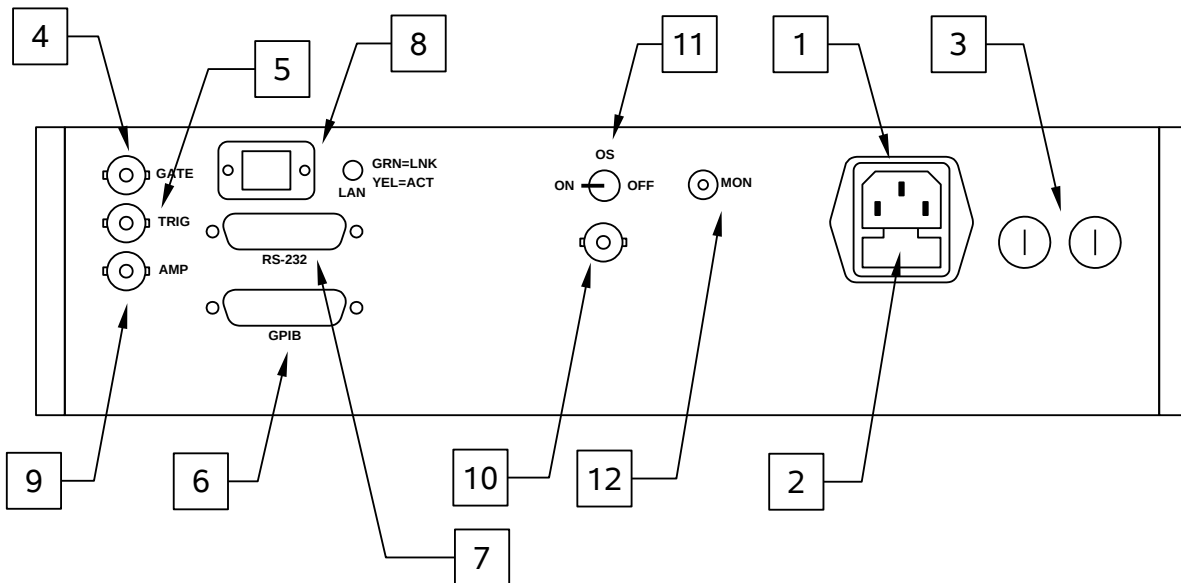 4
5
8
11
1
3
GATE
TRIG
AMP
GRN=LNK
YEL=ACT
LAN
RS-232
GPIB
OS
ON
OFF
MON
9
6
7
10
12
2